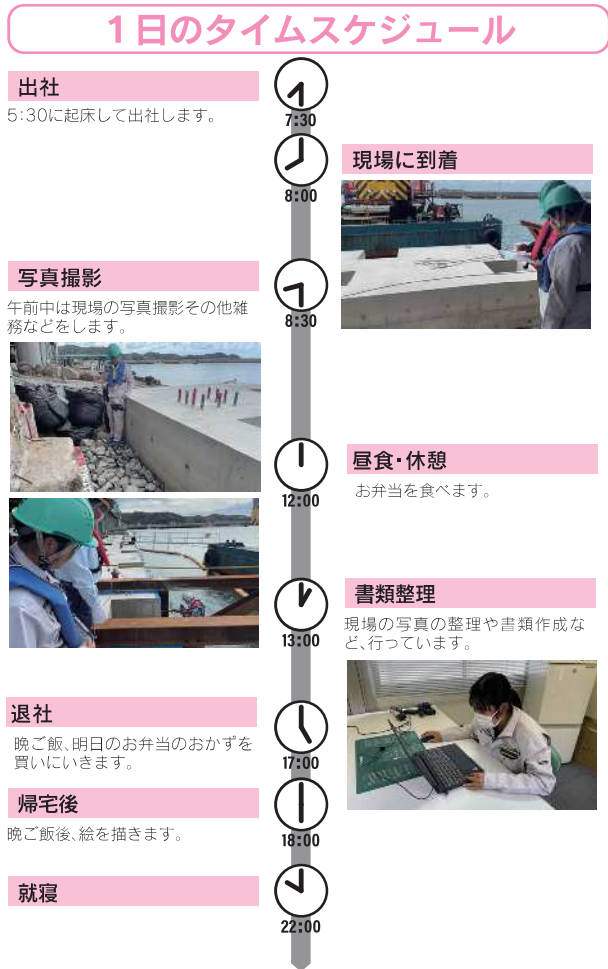 1日のタイムスケジュール
出社
5:30に起床して出社します。
7:30
現場に到着
8:00
写真撮影
午前中は現場の写真撮影その他雑
務などをします。
8:30
昼食・休憩
お弁当を食べます。
12:00
書類整理
現場の写真の整理や書類作成な
ど、行っています。
13:00
退社
晩ご飯、明日のお弁当のおかずを
買いにいきます。
17:00
帰宅後
晩ご飯後、絵を描きます。
18:00
就寝
22:00